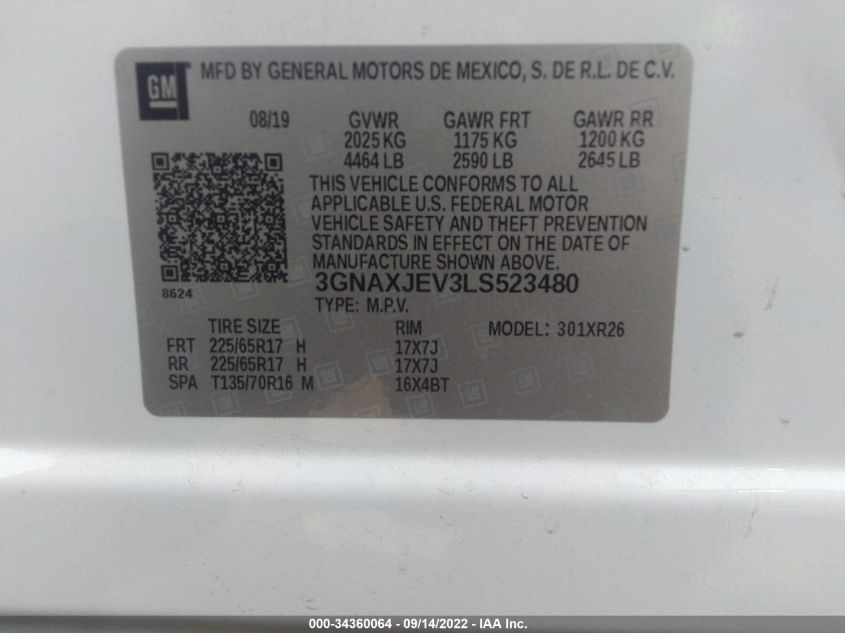 GM
MFD BY GENERAL MOTORS DE MEXICO, S. DE R.L. DE C.V.
08/19 GVWR GAWR FRT GAWR RR
2025 KG 1175 KG 1200 KG
4464 LB 2590 LB 2645 LB
THIS VEHICLE CONFORMS TO ALL
APPLICABLE U.S. FEDERAL MOTOR
VEHICLE SAFETY AND THEFT PREVENTION
STANDARDS IN EFFECT ON THE DATE OF
MANUFACTURE SHOWN ABOVE.
8624
3GNAXJEV3LS523480
TYPE: M.P.V.
TIRE SIZE RIM MODEL: 301XR26
FRT 225/65R17 H 17X7J
RR 225/65R17 H 17X7J
SPA T135/70R16 M 16X4BT
000-34360064 - 09/14/2022 - IAA Inc.